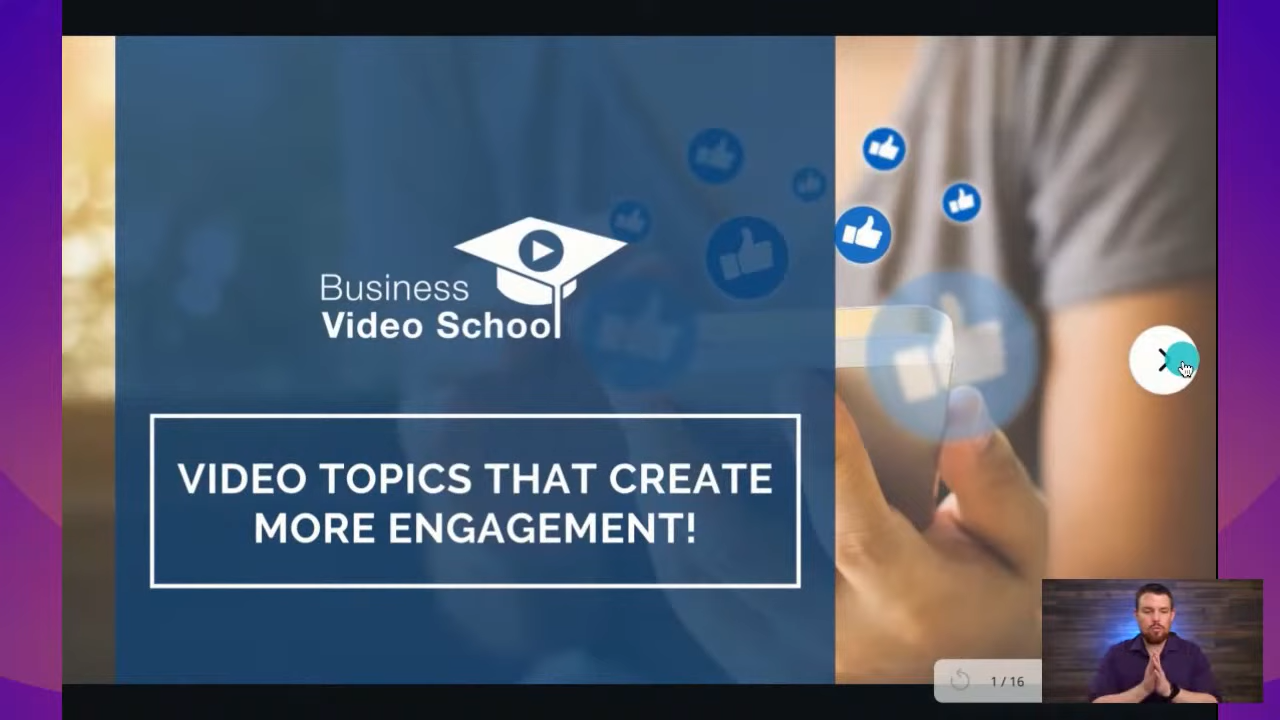 Business
Video School
VIDEO TOPICS THAT CREATE
MORE ENGAGEMENT!
1 / 16